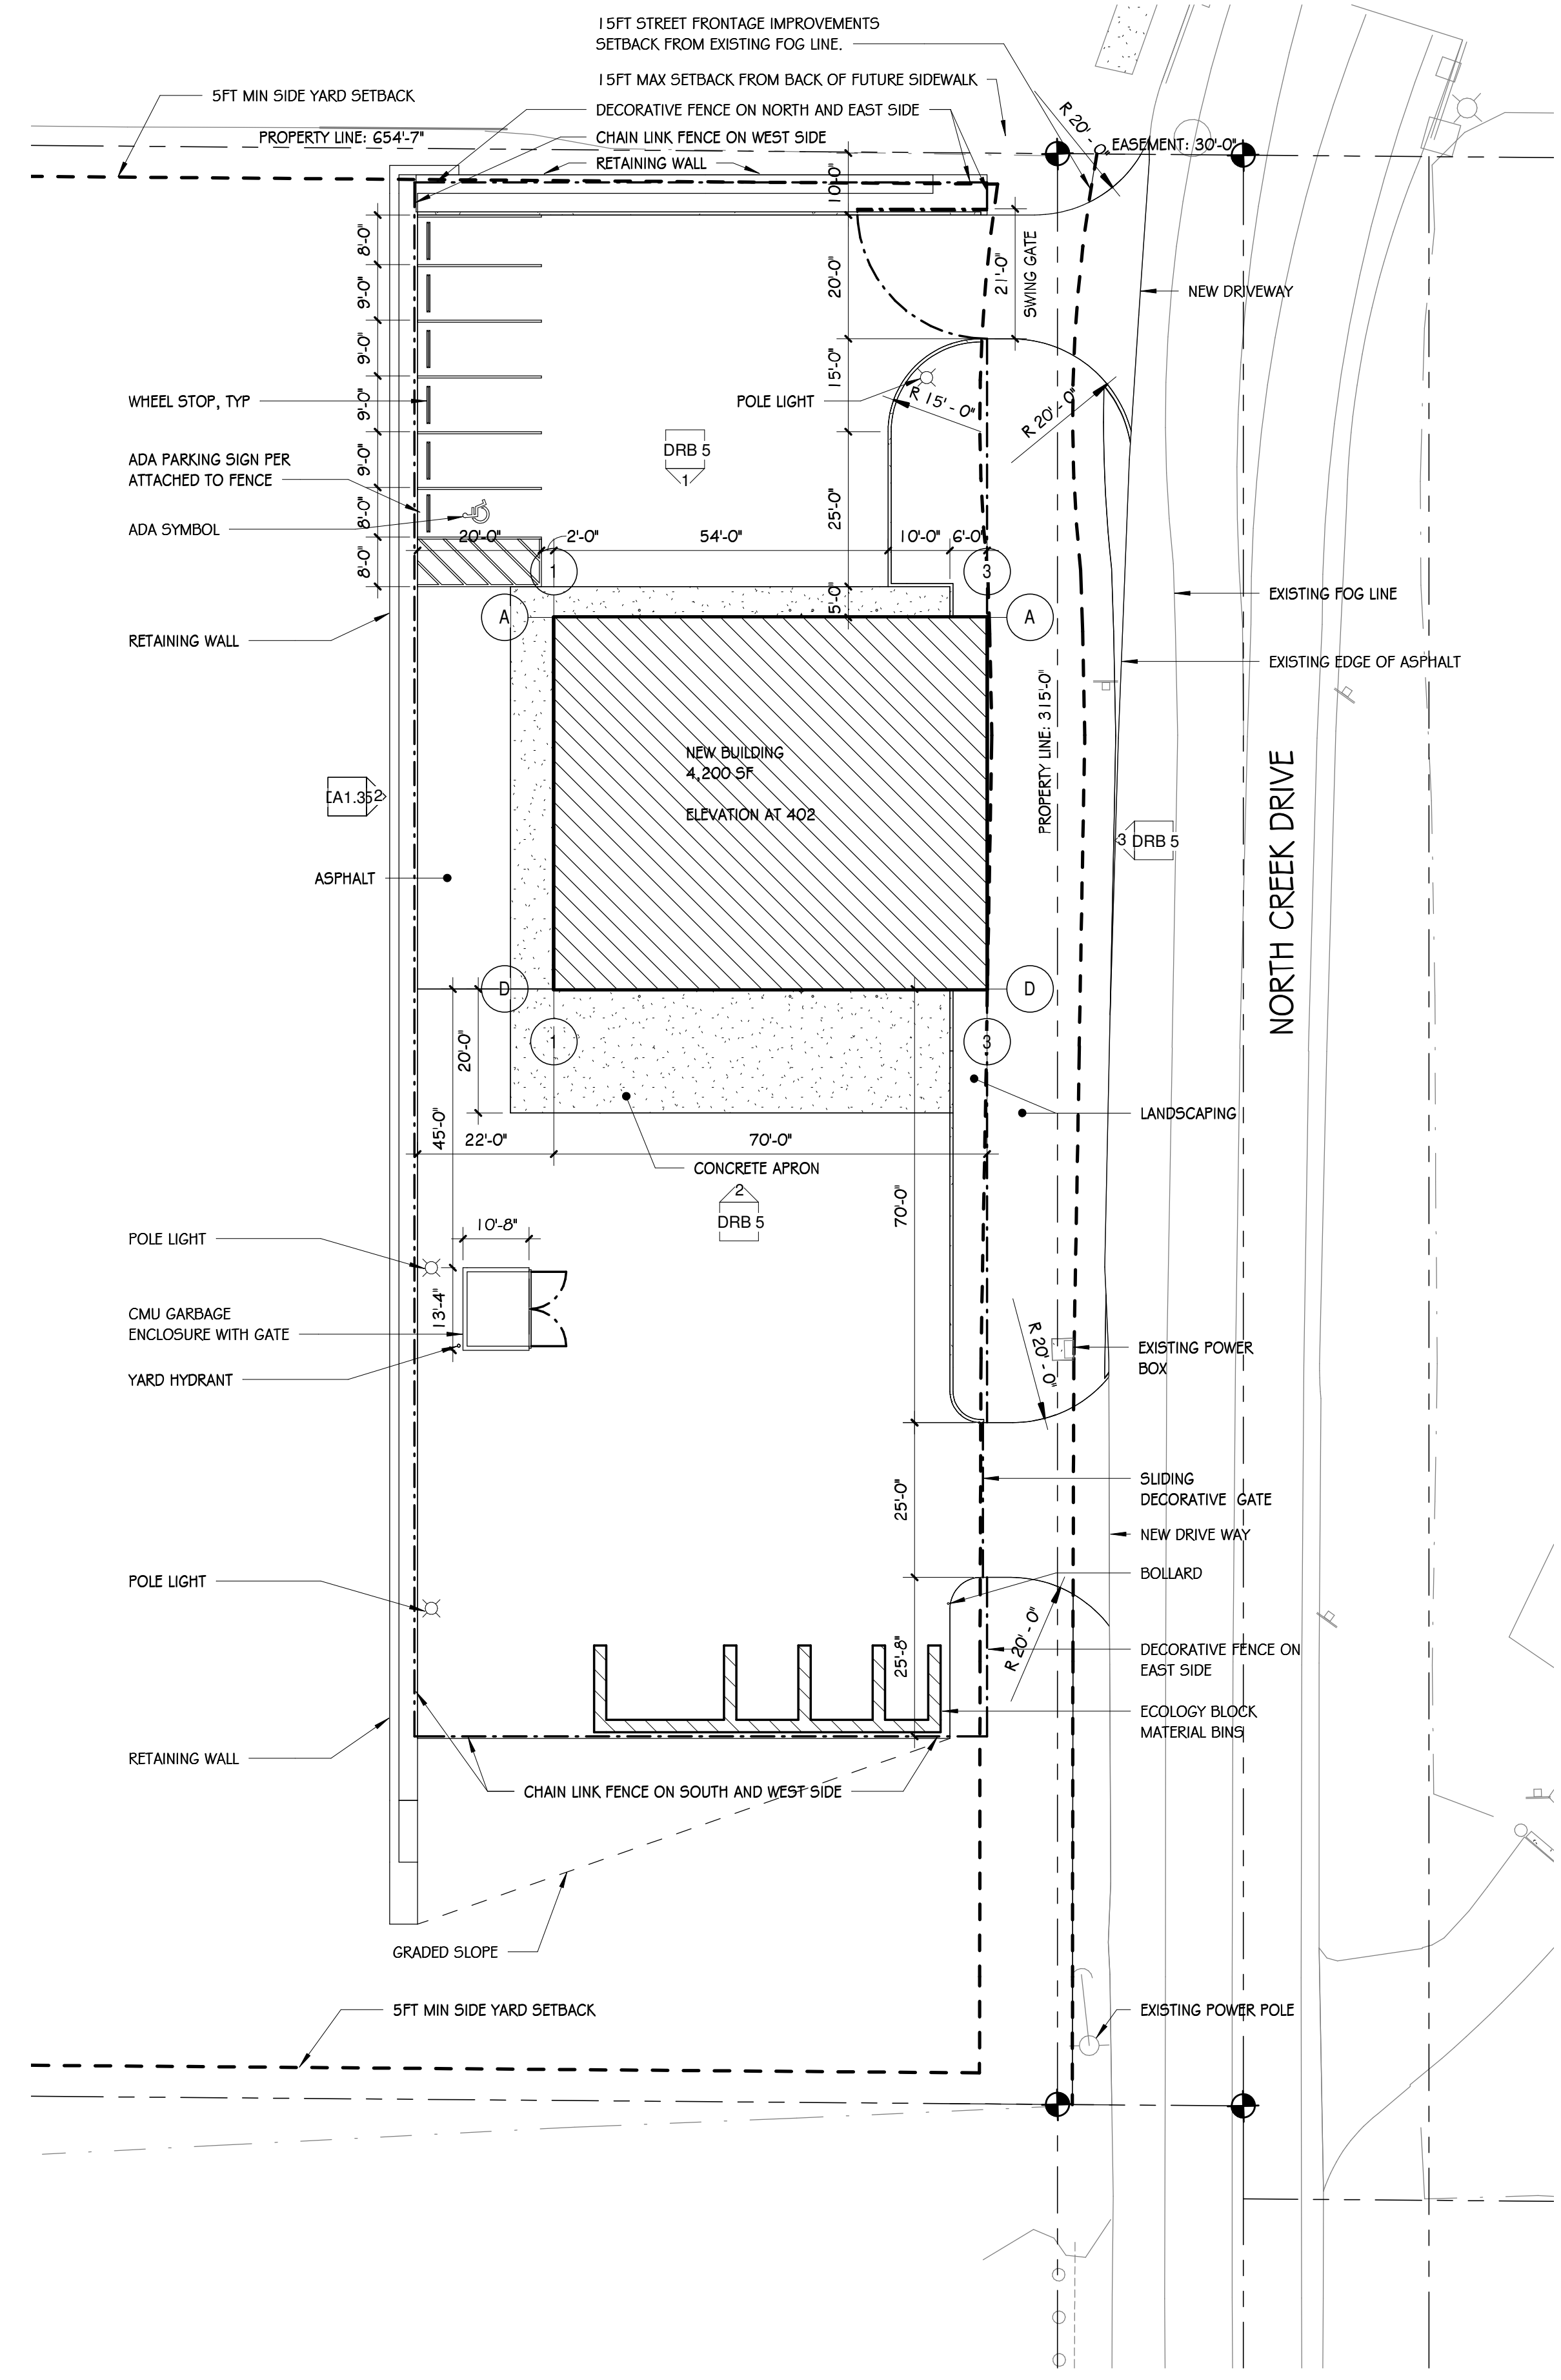 15FT STREET FRONTAGE IMPROVEMENTS
SETBACK FROM EXISTING FOG LINE.
15FT MAX SETBACK FROM BACK OF FUTURE SIDEWALK
5FT MIN SIDE YARD SETBACK
DECORATIVE FENCE ON NORTH AND EAST SIDE
PROPERTY LINE: 654'-7"
CHAIN LINK FENCE ON WEST SIDE
RETAINING WALL
R 20' - 0"
EASEMENT: 30'-0"
10'-0"
8'-0"
9'-0"
9'-0"
9'-0"
9'-0"
8'-0"
8'-0"
20'-0"
21'-0"
SWING GATE
NEW DRIVEWAY
15'-0"
WHEEL STOP, TYP
POLE LIGHT
R 15' - 0"
R 20' - 0"
DRB 5
1
ADA PARKING SIGN PER
ATTACHED TO FENCE
ADA SYMBOL
25'-0"
20'-0"
2'-0"
54'-0"
10'-0"
6'-0"
1
3
5'-0"
A
A
EXISTING FOG LINE
RETAINING WALL
EXISTING EDGE OF ASPHALT
PROPERTY LINE: 315'-0"
NEW BUILDING
4,200 SF
ELEVATION AT 402
2
3
DRB 5
NORTH CREEK DRIVE
ASPHALT
D
D
1
3
20'-0"
45'-0"
22'-0"
70'-0"
LANDSCAPING
CONCRETE APRON
2
DRB 5
70'-0"
10'-8"
POLE LIGHT
13'-4"
CMU GARBAGE
ENCLOSURE WITH GATE
YARD HYDRANT
R 20' - 0"
EXISTING POWER
BOX
25'-0"
SLIDING
DECORATIVE GATE
NEW DRIVE WAY
BOLLARD
POLE LIGHT
R 20' - 0"
25'-8"
DECORATIVE FENCE ON
EAST SIDE
ECOLOGY BLOCK
MATERIAL BINS
RETAINING WALL
CHAIN LINK FENCE ON SOUTH AND WEST SIDE
GRADED SLOPE
5FT MIN SIDE YARD SETBACK
EXISTING POWER POLE